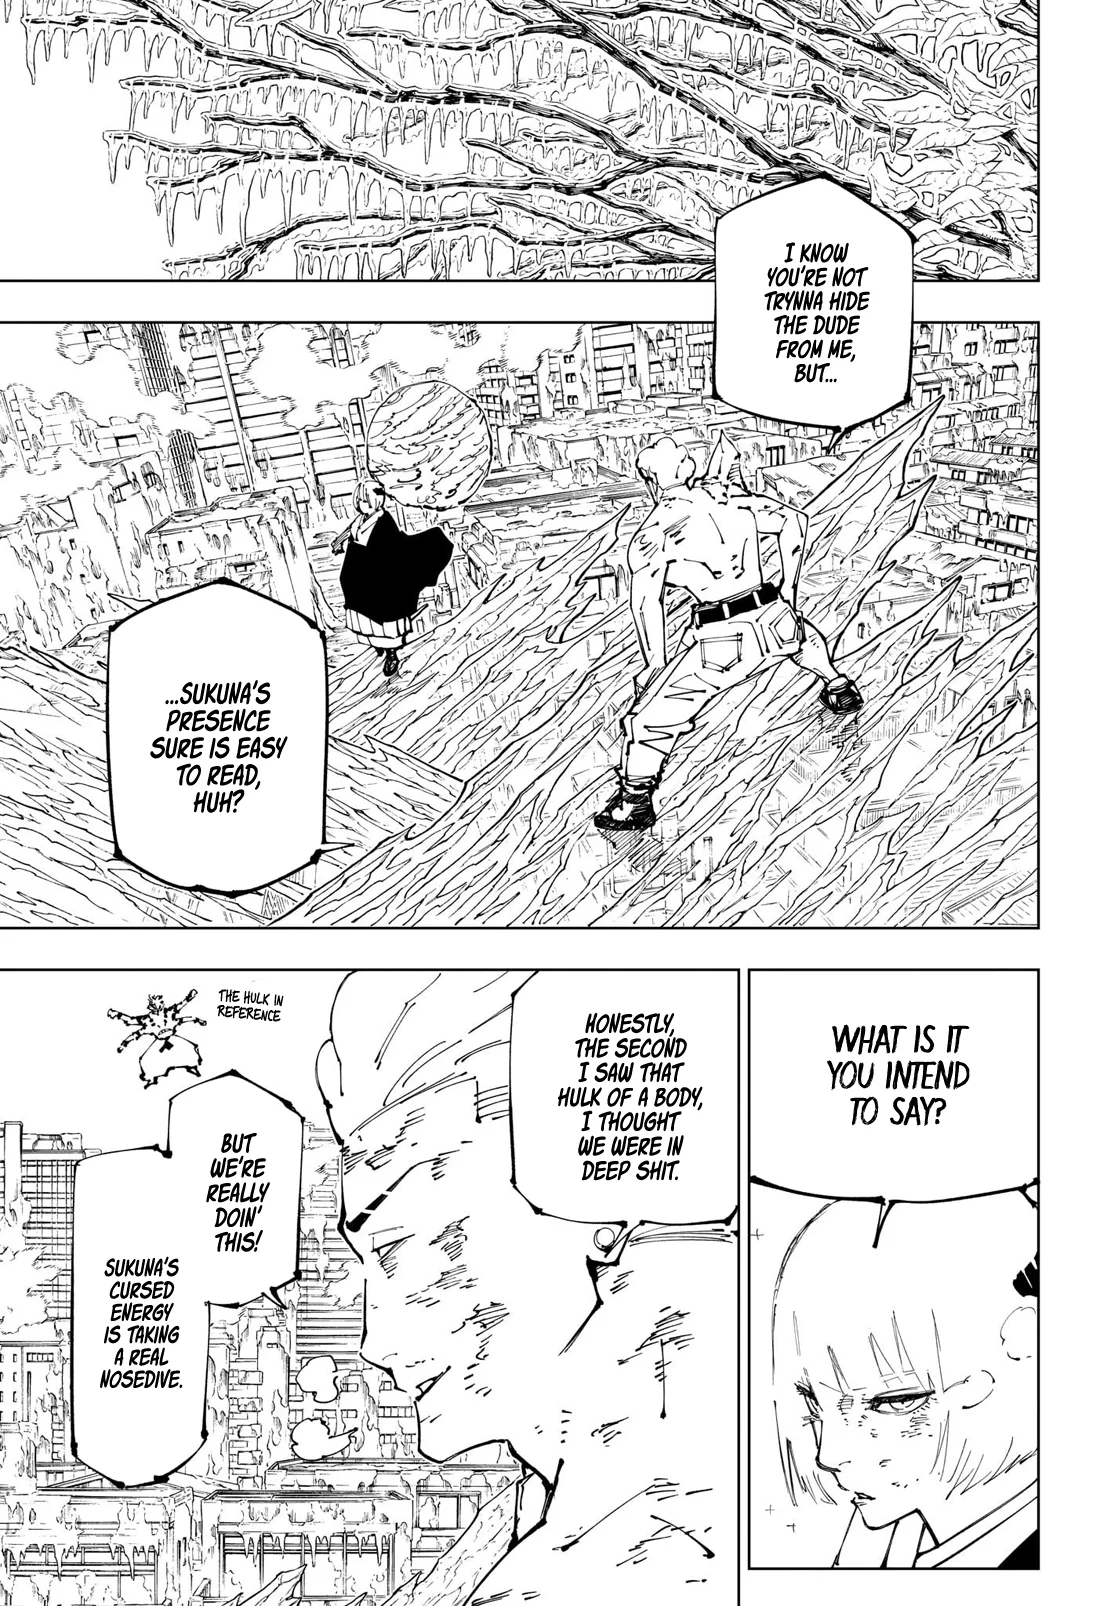 I KNOW
YOU'RE NOT
TRYNNA HIDE
THE DUDE
FROM ME,
BUT...
...SUKUNA'S
PRESENCE
SURE IS EASY
TO READ,
HUH?
WHAT IS IT
YOU INTEND
TO SAY?
HONESTLY,
THE SECOND
I SAW THAT
HULK OF A BODY,
I THOUGHT
WE WERE IN
DEEP SHIT.
THE HULK IN
REFERENCE
BUT
WE'RE
REALLY
DOIN'
THIS!
SUKUNA'S
CURSED
ENERGY
IS TAKING
A REAL
NOSEDIVE.